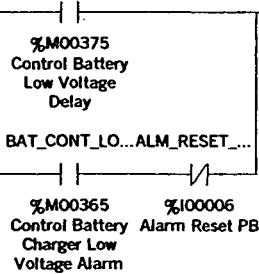 %M00375
Control Battery
Low Voltage
Delay
BAT_CONT_LO...ALM_RESET_...
%M00365 %I00006
Control Battery Alarm Reset PB
Charger Low
Voltage Alarm